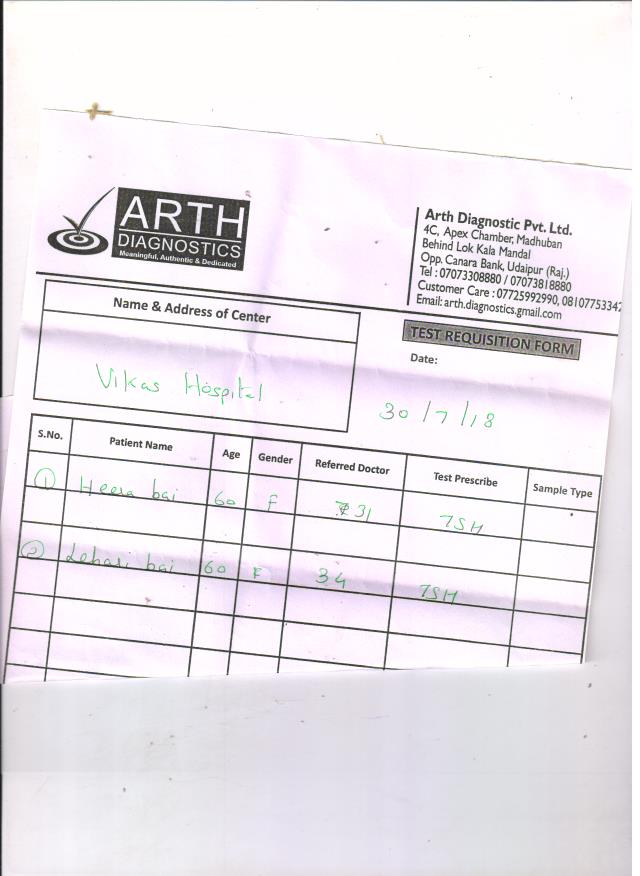 ARTH
DIAGNOSTICS
Meaningful, Authentic & Dedicated
Arth Diagnostic Pvt. Ltd.
4C, Apex Chamber, Madhuban
Behind Lok Kala Mandal
Opp. Canara Bank, Udaipur (Raj.)
Tel : 07073308880 / 07073818880
Customer Care : 07725992990, 0810775334
Email: arth.diagnostics.gmail.com
Name & Address of Center
Vikas Hospital
TEST REQUISITION FORM
Date:
30/7/18
S.No. Patient Name Age Gender Referred Doctor Test Prescribe Sample Type
1 Heera bai 60 F 31 TSH
2 Lehari bai 60 F 34 TSH